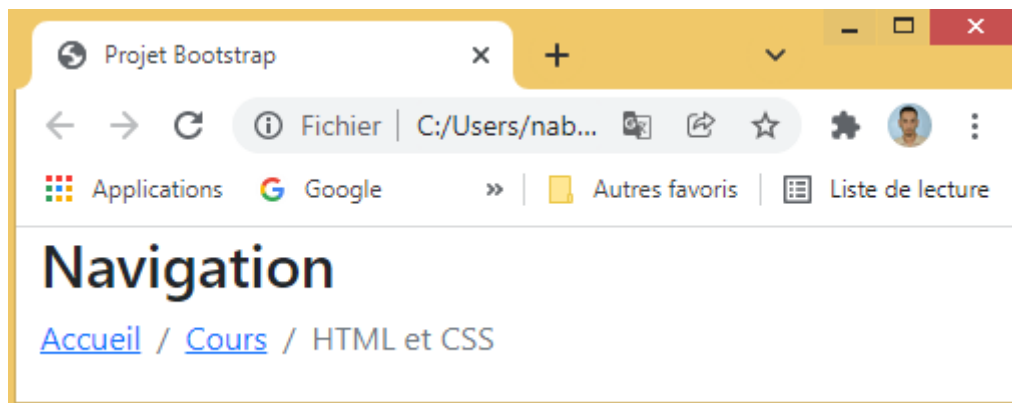 Projet Bootstrap
Fichier | C:/Users/nab...
Applications Google » Autres favoris Liste de lecture
Navigation
Accueil / Cours / HTML et CSS